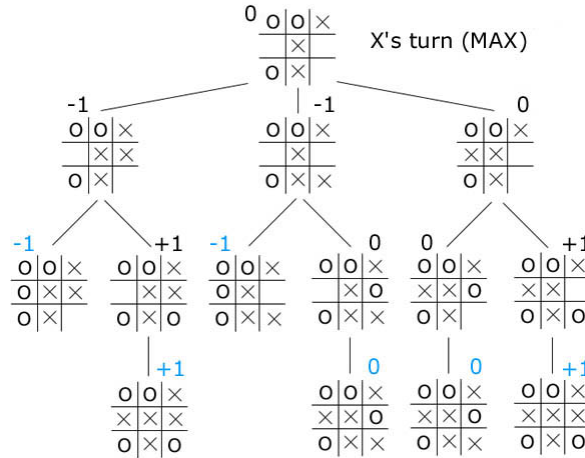 0 O O × X's turn (MAX)
×
O ×
-1 -1 0
O O × O O × O O ×
× × × × ×
O × O × × O ×
-1 +1 -1 0 0 +1
O O × O O × O O × O O × O O × O O ×
O × × × × O × × O × × O × ×
O × O × O O × × O × × O × O × O
+1 0 0 +1
O O × O O × O O × O O ×
× × × × × O × × O × × ×
O × O O × × O × × O × O